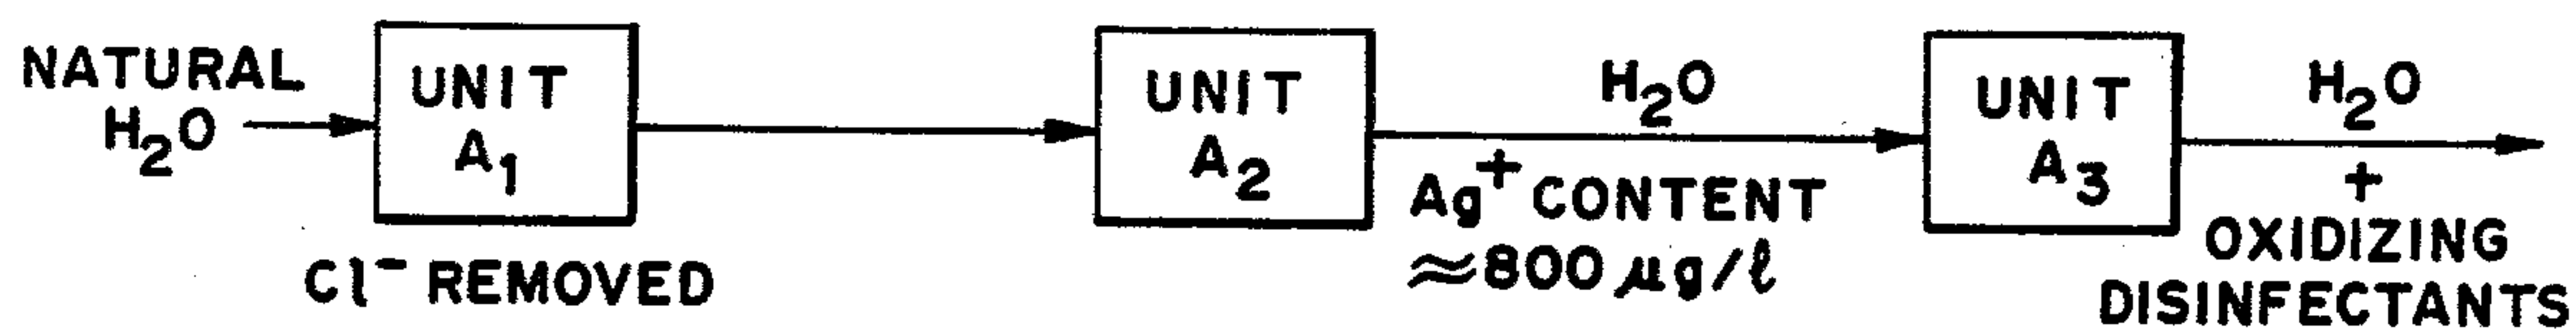 NATURAL
H₂O
UNIT
A₁
Cl⁻ REMOVED
UNIT
A₂
H₂O
Ag⁺ CONTENT
≈800 µg/ℓ
UNIT
A₃
H₂O
+
OXIDIZING
DISINFECTANTS